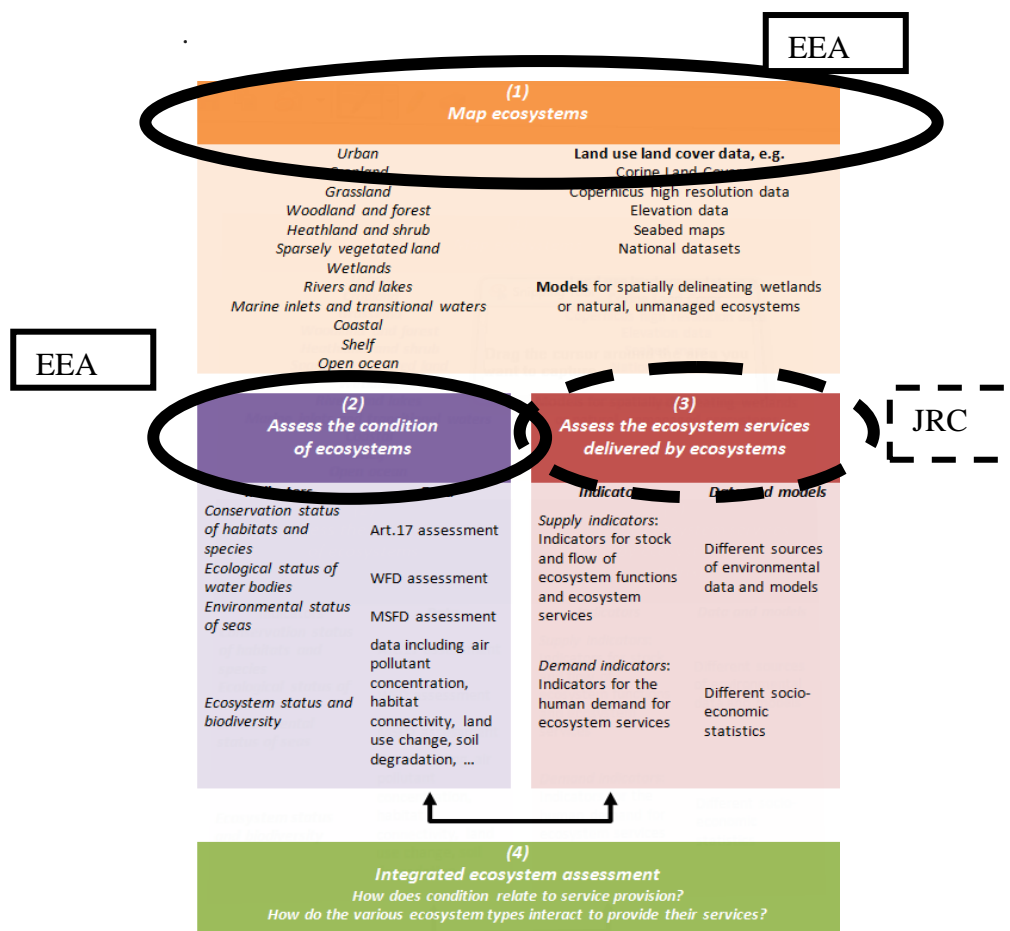 EEA
(1)
Map ecosystems
Urban
Grassland
Woodland and forest
Heathland and shrub
Sparsely vegetated land
Wetlands
Rivers and lakes
Marine inlets and transitional waters
Coastal
Shelf
Open ocean
Land use land cover data, e.g.
Corine Land Cover
Copernicus high resolution data
Elevation data
Seabed maps
National datasets
Models for spatially delineating wetlands
or natural, unmanaged ecosystems
EEA
(2)
Assess the condition
of ecosystems
Indicators
Conservation status
of habitats and
species
Art.17 assessment
Ecological status of
water bodies
WFD assessment
Environmental status
of seas
MSFD assessment
Ecosystem status and
biodiversity
data including air
pollutant
concentration,
habitat
connectivity, land
use change, soil
degradation, ...
(3)
Assess the ecosystem services
delivered by ecosystems
JRC
Indicators
Data and models
Supply indicators:
Indicators for stock
and flow of
ecosystem functions
and ecosystem
services
Different sources
of environmental
data and models
Demand indicators:
Indicators for the
human demand for
ecosystem services
Different socio-
economic
statistics
(4)
Integrated ecosystem assessment
How does condition relate to service provision?
How do the various ecosystem types interact to provide their services?